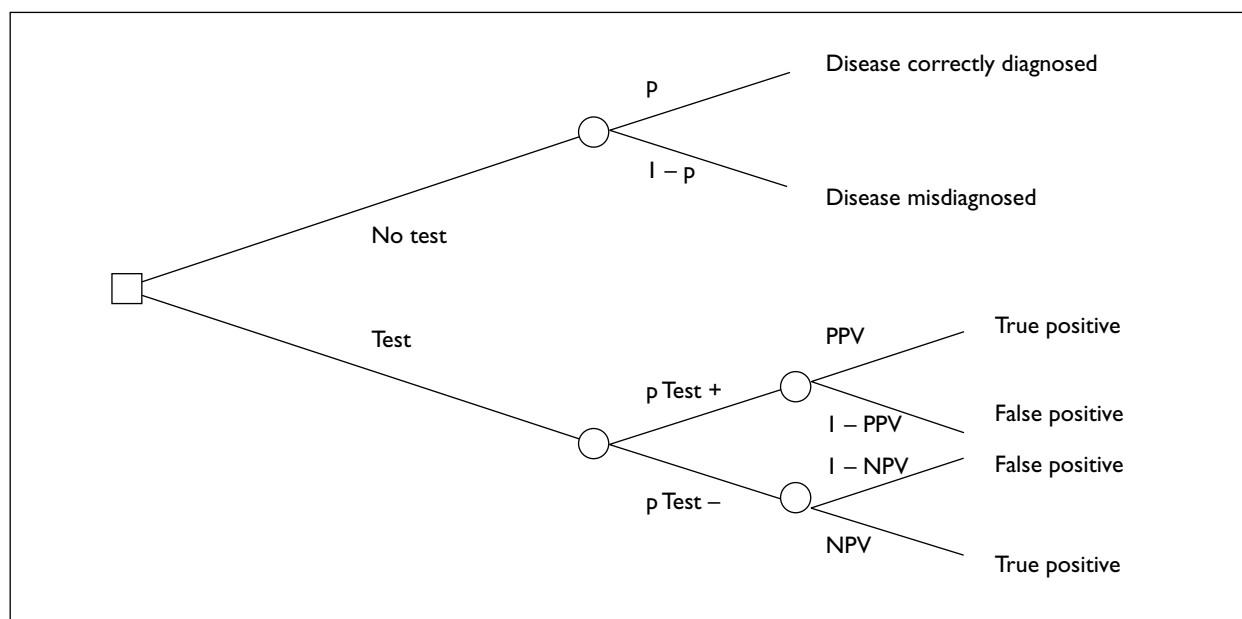 Disease correctly diagnosed
p
1 – p
Disease misdiagnosed
No test
Test
PPV
True positive
p Test +
1 – PPV
False positive
1 – NPV
False positive
p Test –
NPV
True positive